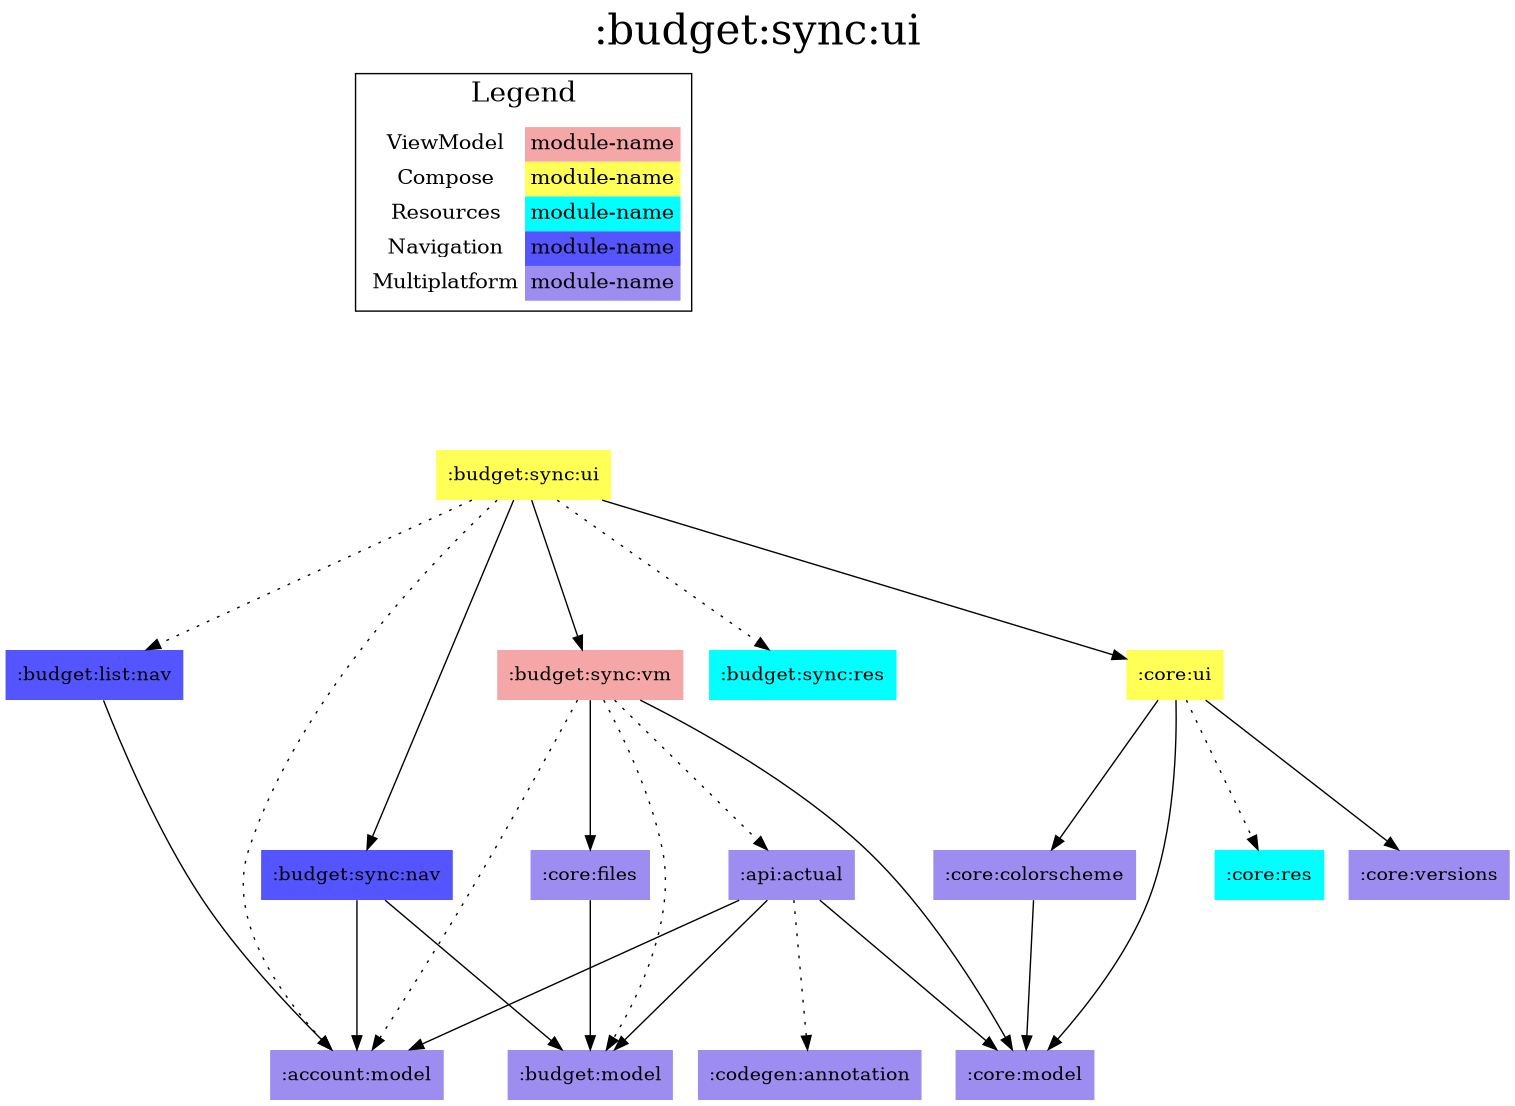 :budget:sync:ui
Legend
ViewModel module-name
Compose module-name
Resources module-name
Navigation module-name
Multiplatform module-name
:budget:sync:ui
:budget:list:nav
:budget:sync:vm
:budget:sync:res
:core:ui
:budget:sync:nav
:core:files
:api:actual
:core:colorscheme
:core:res
:core:versions
:account:model
:budget:model
:codegen:annotation
:core:model